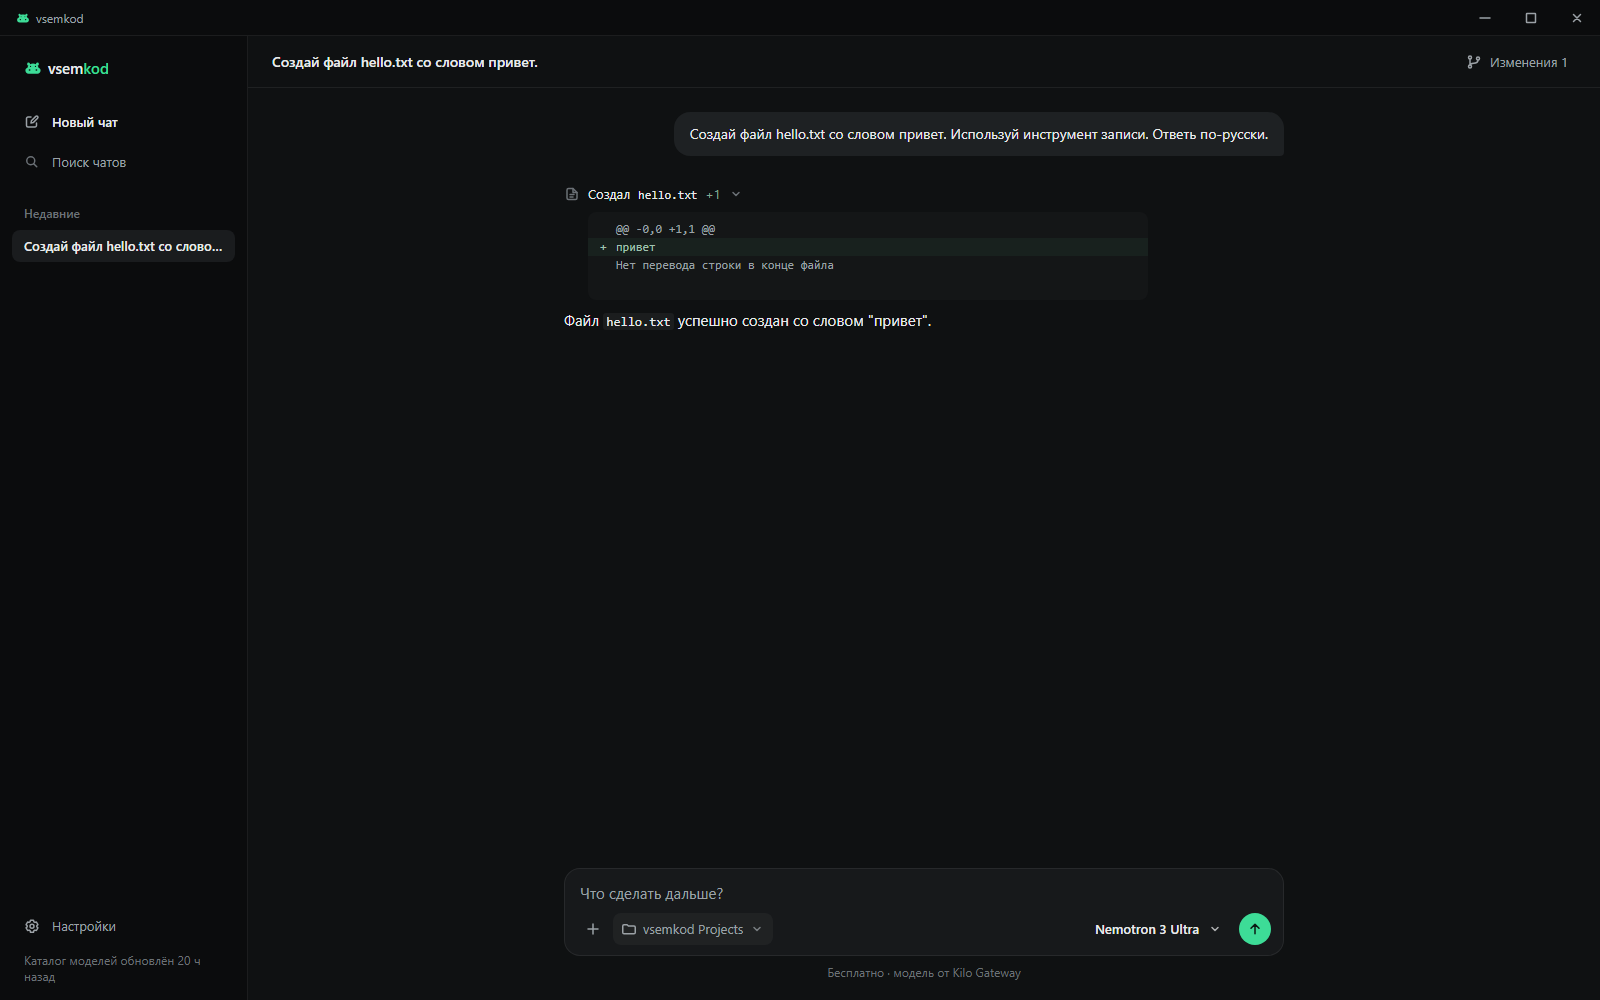 vsemkod
vsemkod
Новый чат
Поиск чатов
Недавние
Создай файл hello.txt со слово...
Настройки
Каталог моделей обновлён 20 ч
назад
Создай файл hello.txt со словом привет.
Изменения 1
Создай файл hello.txt со словом привет. Используй инструмент записи. Ответь по-русски.
Создал hello.txt +1
@@ -0,0 +1,1 @@
+ привет
Нет перевода строки в конце файла
Файл hello.txt успешно создан со словом "привет".
Что сделать дальше?
vsemkod Projects
Nemotron 3 Ultra
Бесплатно · модель от Kilo Gateway